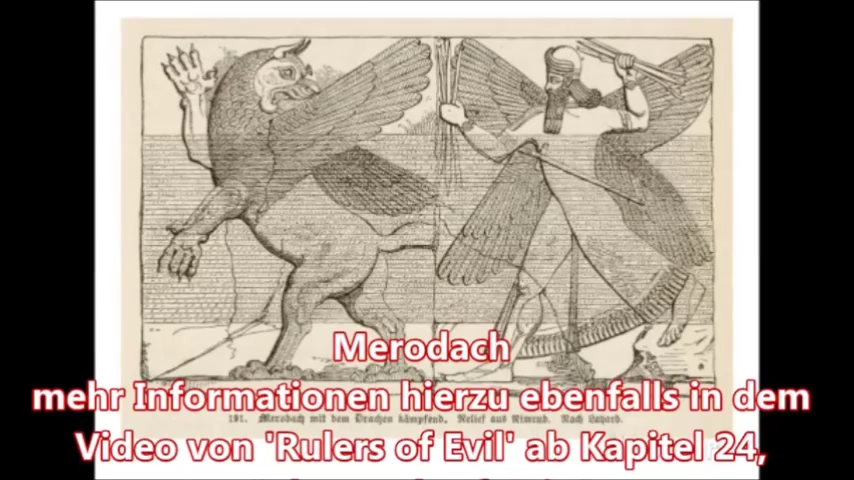 Merodach
mehr Informationen hierzu ebenfalls in dem
191. Merodach mit dem Drachen kämpfend. Relief aus Nimrud. Nach Layard.
Video von 'Rulers of Evil' ab Kapitel 24,